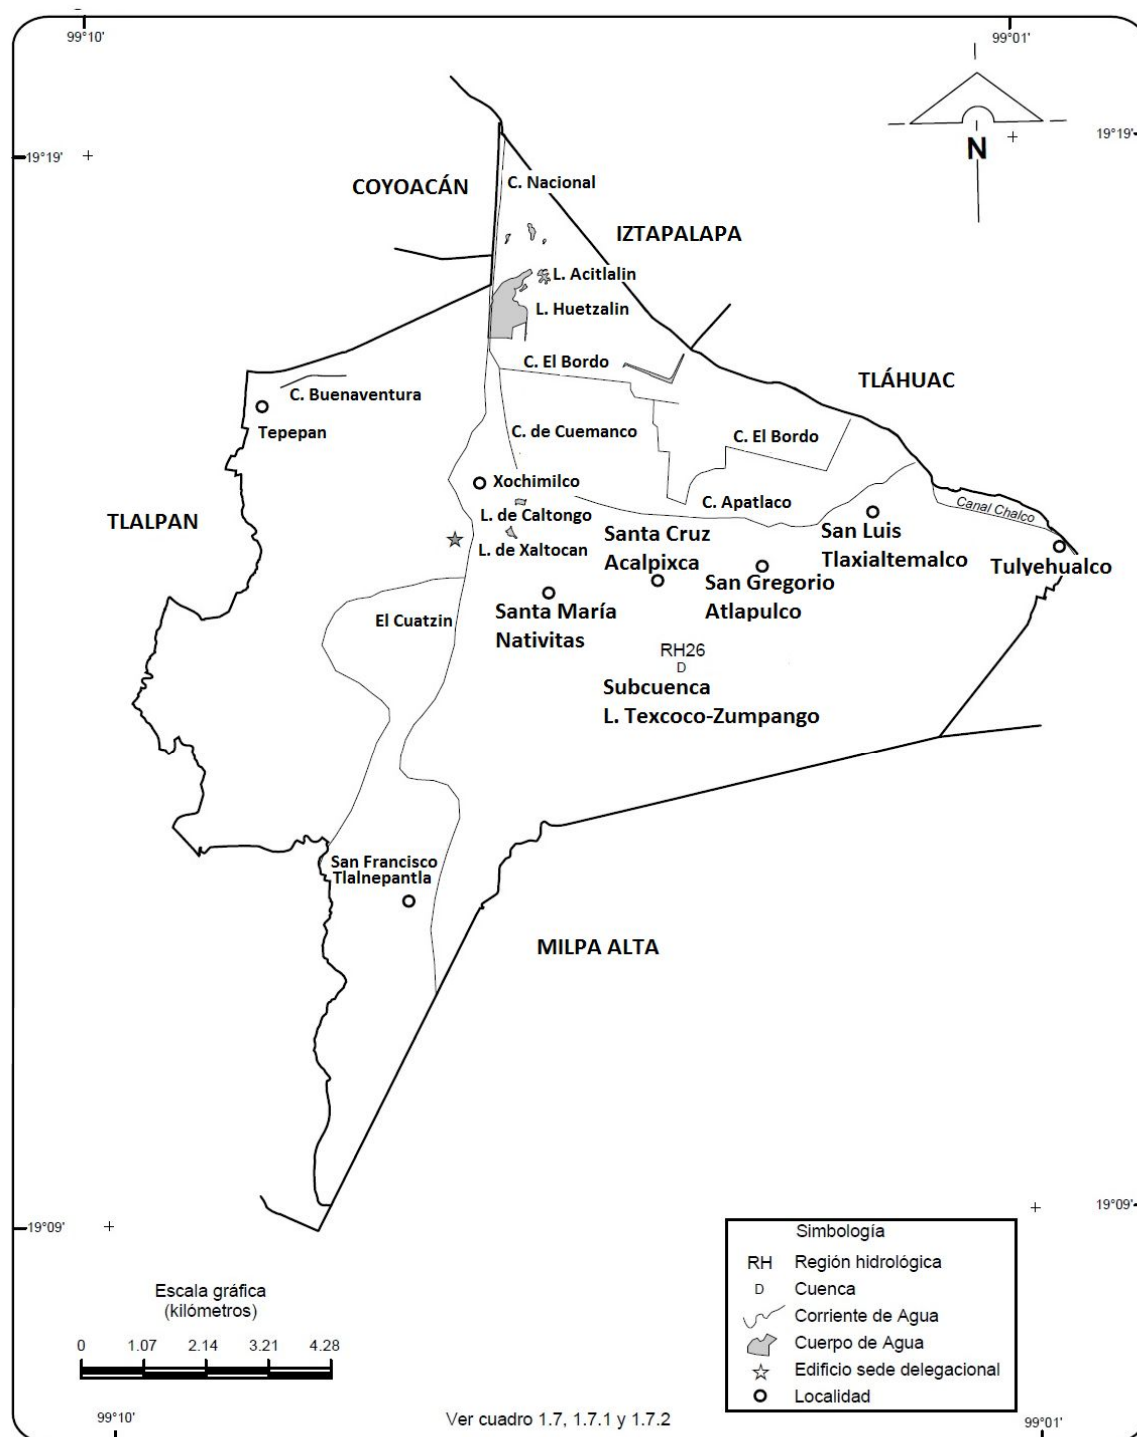 99°10'
99°01'
19°19'
19°19'
N
COYOACÁN
C. Nacional
IZTAPALAPA
L. Acitlalin
L. Huetzalin
C. El Bordo
TLÁHUAC
C. Buenaventura
Tepepan
C. de Cuemanco
C. El Bordo
Xochimilco
C. Apatlaco
Canal Chalco
TLALPAN
L. de Caltongo
L. de Xaltocan
Santa Cruz
Acalpixca
San Luis
Tlaxialtemalco
Tulyehualco
San Gregorio
Atlapulco
Santa María
Nativitas
El Cuatzin
RH26
D
Subcuenca
L. Texcoco-Zumpango
San Francisco
Tlalnepantla
MILPA ALTA
19°09'
19°09'
Simbología
RH Región hidrológica
D Cuenca
Corriente de Agua
Cuerpo de Agua
Edificio sede delegacional
Localidad
Escala gráfica
(kilómetros)
0 1.07 2.14 3.21 4.28
99°10'
Ver cuadro 1.7, 1.7.1 y 1.7.2
99°01'